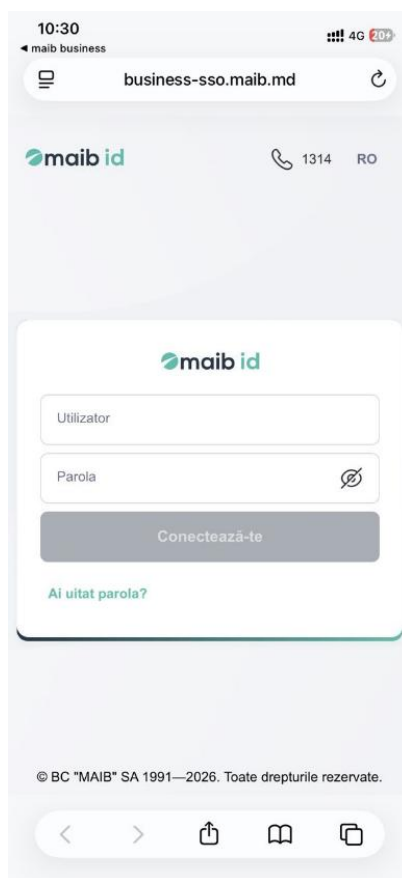 10:30
4G 20+
◀ maib business
business-sso.maib.md
maib id
1314 RO
maib id
Utilizator
Parola
Conectează-te
Ai uitat parola?
© BC "MAIB" SA 1991—2026. Toate drepturile rezervate.